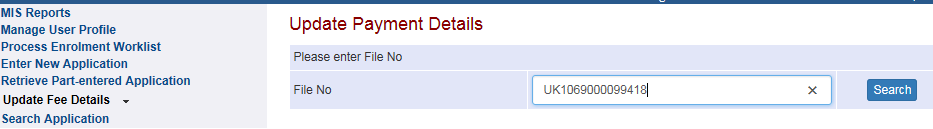 MIS Reports
Manage User Profile
Process Enrolment Worklist
Enter New Application
Retrieve Part-entered Application
Update Fee Details
Search Application
Update Payment Details
Please enter File No
File No UK1069000099418 Search